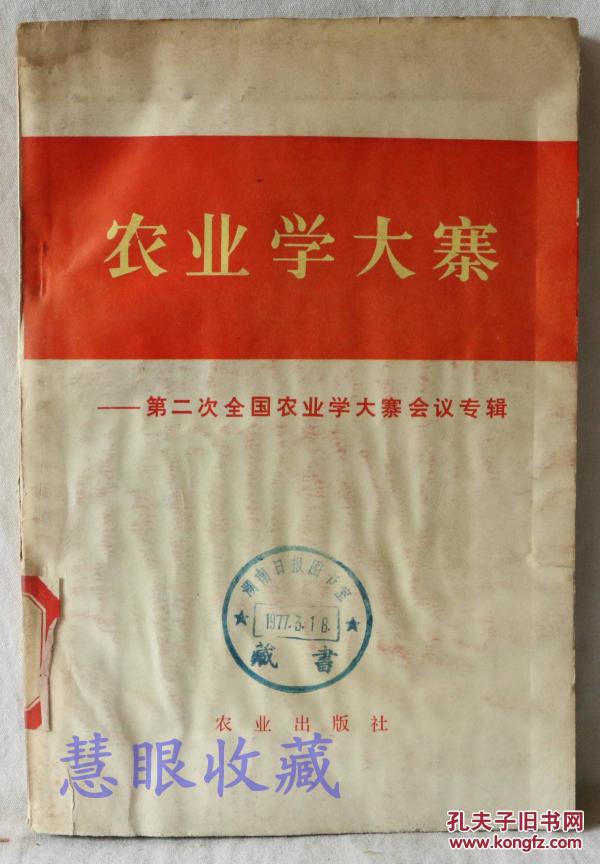 农业学大寨
——第二次全国农业学大寨会议专辑
湖南日报图书室
1977.3.18.
藏書
农业出版社
慧眼收藏
孔夫子旧书网
www.kongfz.com